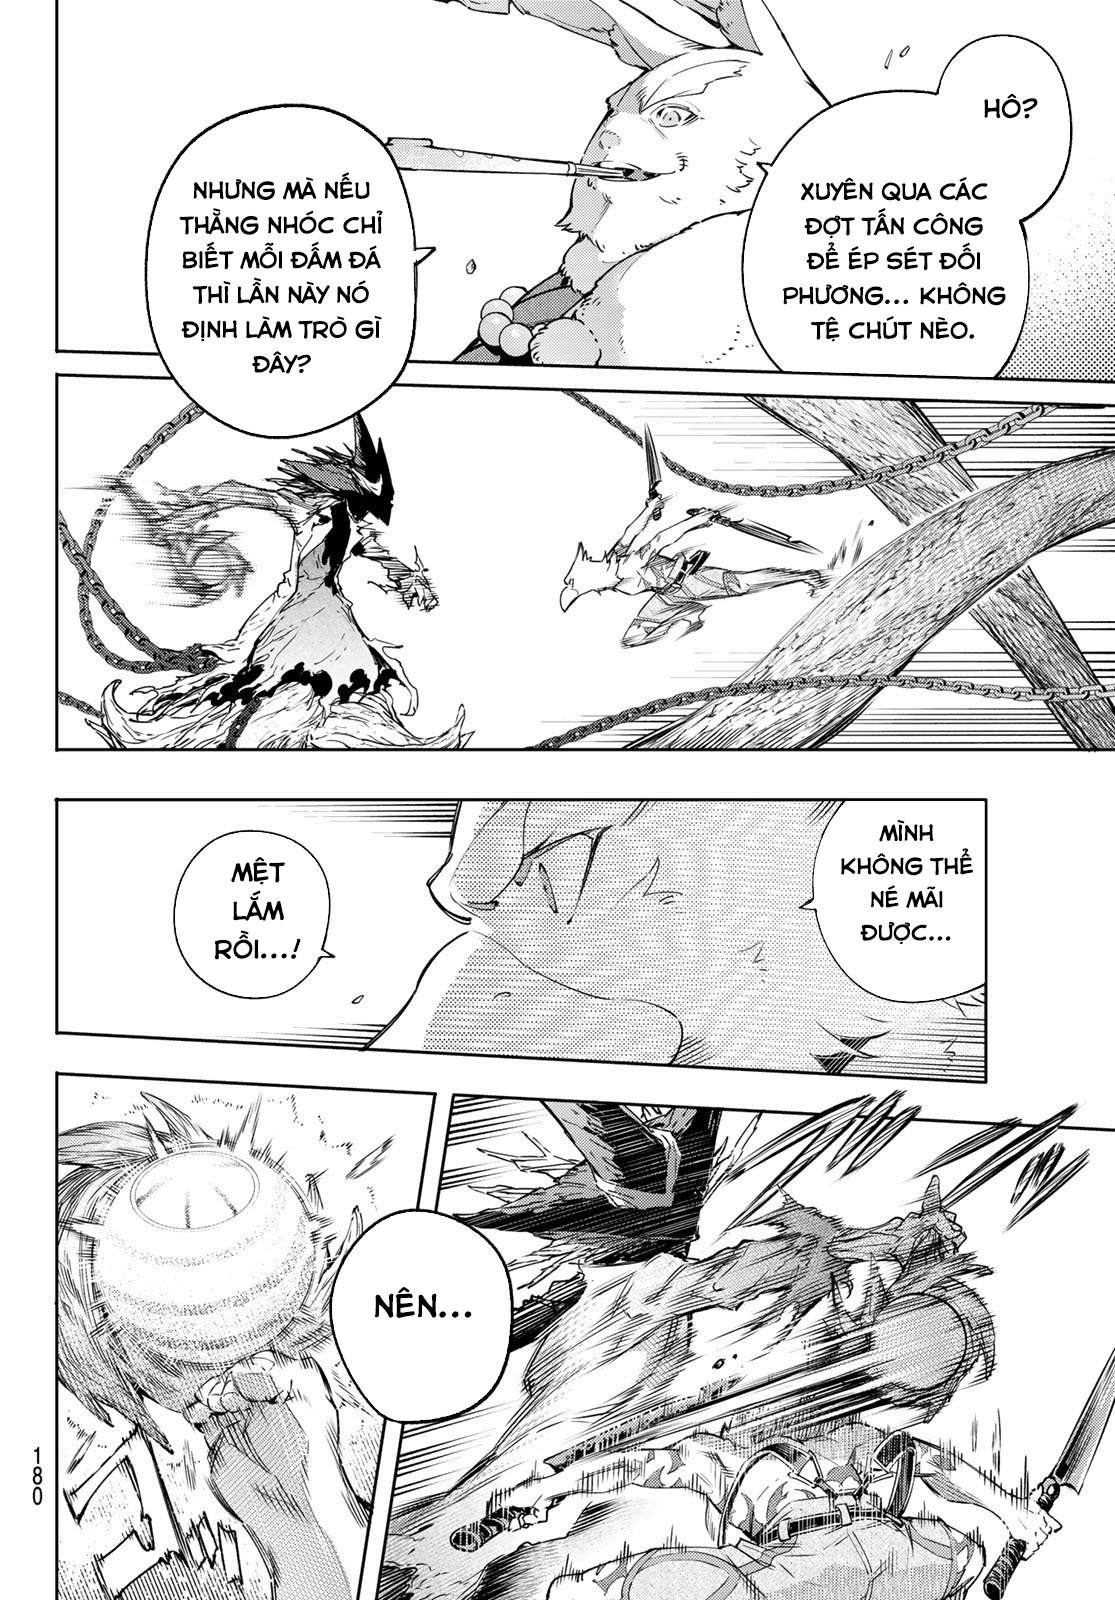 HÔ?
XUYÊN QUA CÁC
ĐỢT TẤN CÔNG
ĐỂ ÉP SÉT ĐỐI
PHƯƠNG... KHÔNG
TỆ CHÚT NÈO.
NHƯNG MÀ NẾU
THẰNG NHÓC CHỈ
BIẾT MỖI ĐẤM ĐÁ
THÌ LẦN NÀY NÓ
ĐỊNH LÀM TRÒ GÌ
ĐÂY?
MÌNH
KHÔNG THỂ
NÉ MÃI
ĐƯỢC...
MỆT
LẮM
RỒI...!
NÊN...
180